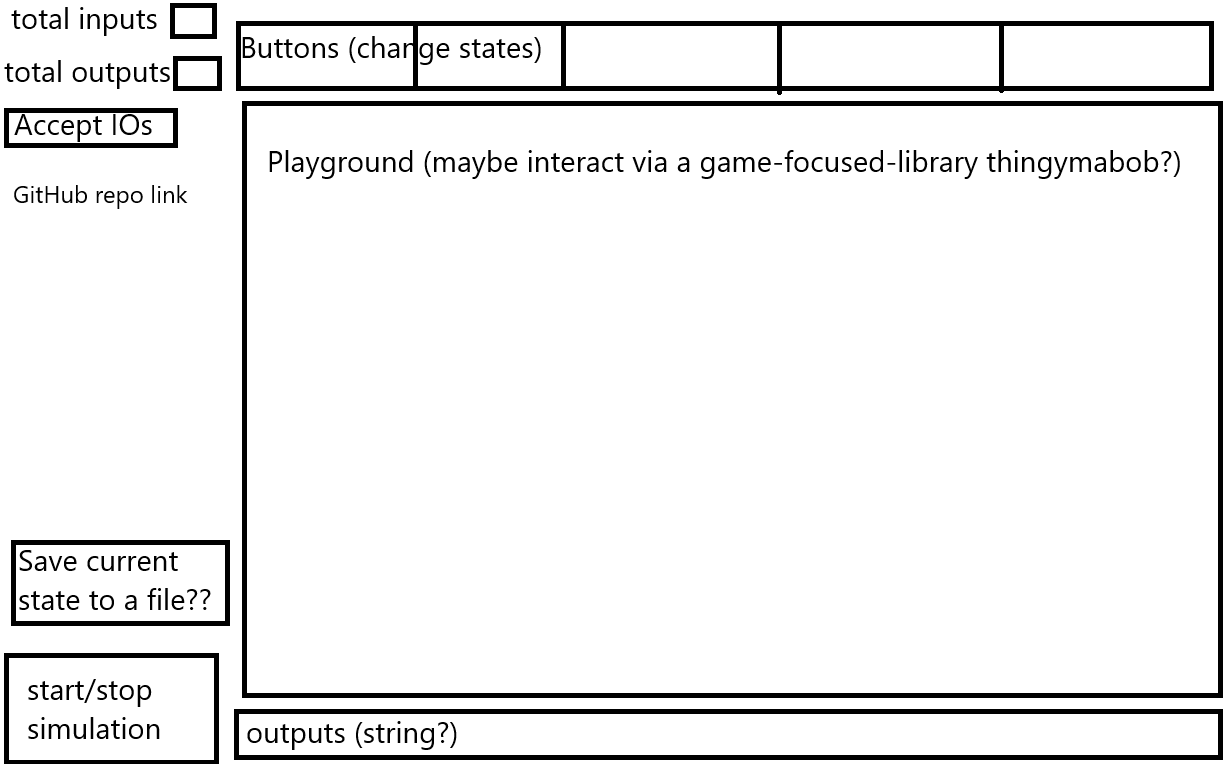 total inputs
total outputs
Buttons (change states)
Accept IOs
Playground (maybe interact via a game-focused-library thingymabob?)
GitHub repo link
Save current
state to a file??
start/stop
simulation
outputs (string?)